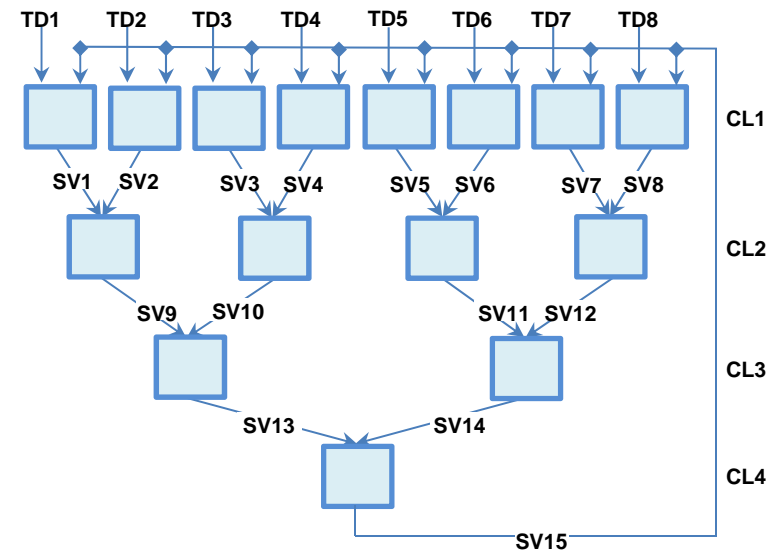 TD1 TD2 TD3 TD4 TD5 TD6 TD7 TD8
CL1
SV1 SV2 SV3 SV4 SV5 SV6 SV7 SV8
CL2
SV9 SV10 SV11 SV12
CL3
SV13 SV14
CL4
SV15